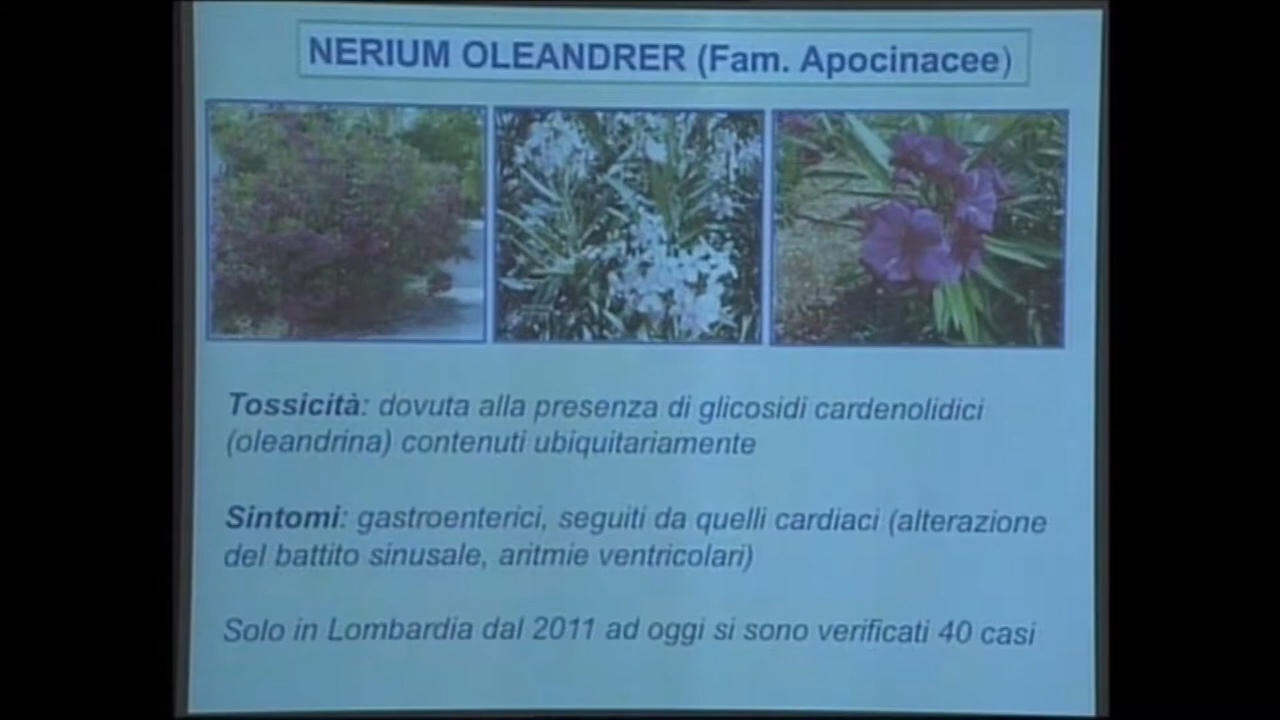 NERIUM OLEANDRER (Fam. Apocinacee)
Tossicità: dovuta alla presenza di glicosidi cardenolidici
(oleandrina) contenuti ubiquitariamente
Sintomi: gastroenterici, seguiti da quelli cardiaci (alterazione
del battito sinusale, aritmie ventricolari)
Solo in Lombardia dal 2011 ad oggi si sono verificati 40 casi